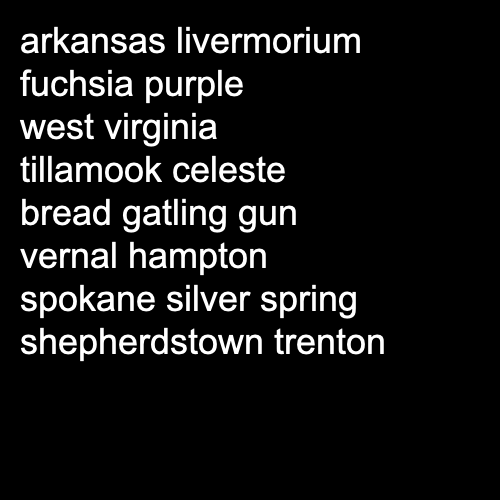 arkansas livermorium
fuchsia purple
west virginia
tillamook celeste
bread gatling gun
vernal hampton
spokane silver spring
shepherdstown trenton